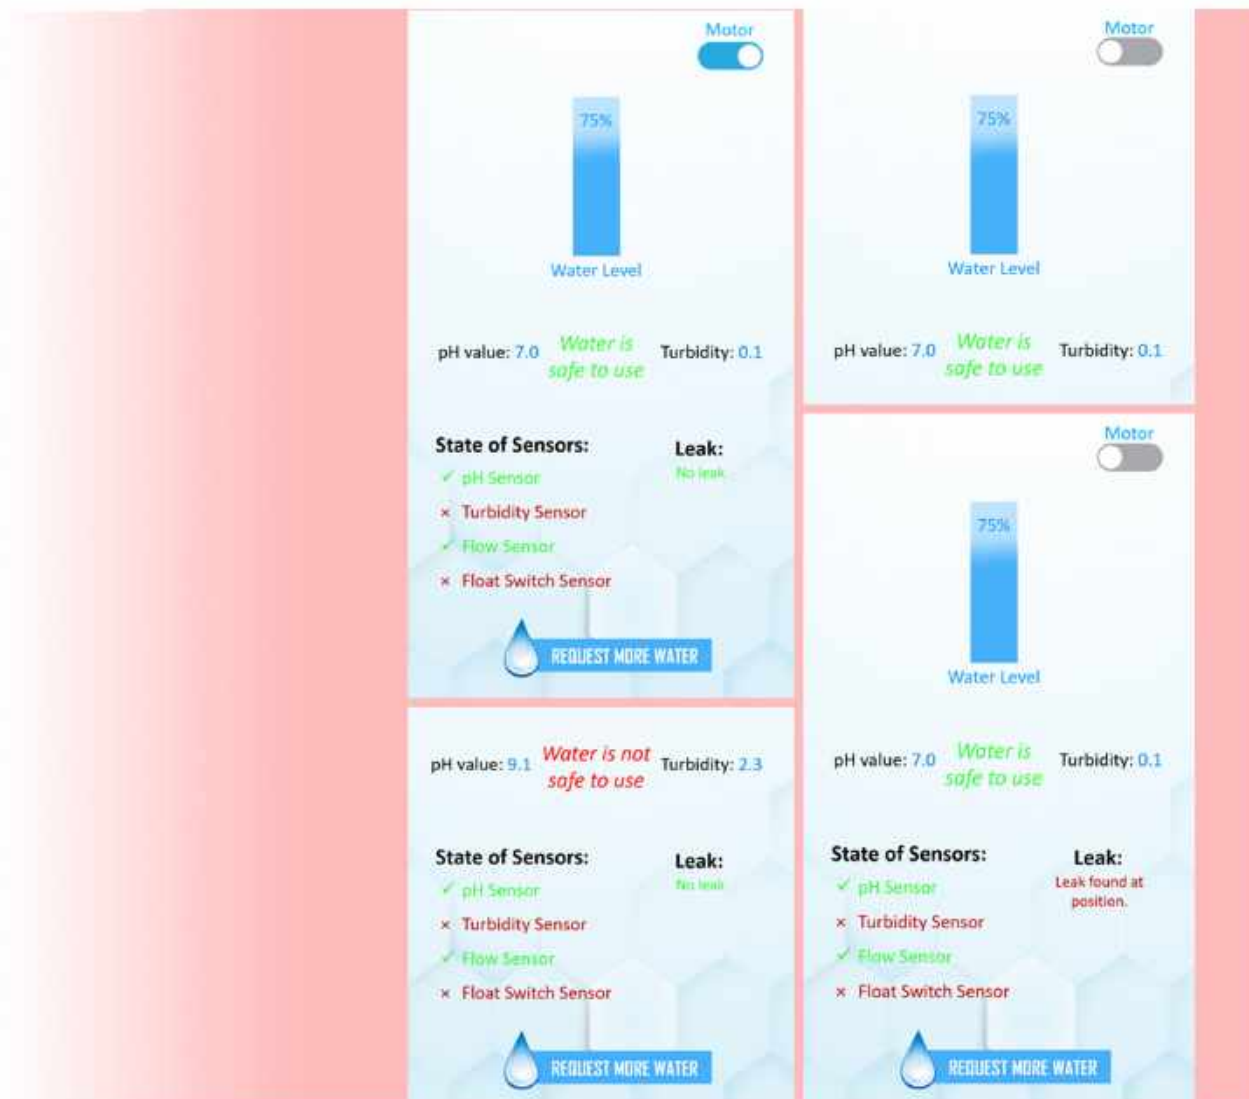 Motor
75%
Water Level
pH value: 7.0
Water is
safe to use
Turbidity: 0.1
State of Sensors:
✓ pH Sensor
× Turbidity Sensor
✓ Flow Sensor
× Float Switch Sensor
Leak:
No leak
REQUEST MORE WATER
pH value: 9.1
Water is not
safe to use
Turbidity: 2.3
State of Sensors:
✓ pH Sensor
× Turbidity Sensor
✓ Flow Sensor
× Float Switch Sensor
Leak:
No leak
REQUEST MORE WATER
Motor
75%
Water Level
pH value: 7.0
Water is
safe to use
Turbidity: 0.1
Motor
75%
Water Level
pH value: 7.0
Water is
safe to use
Turbidity: 0.1
State of Sensors:
✓ pH Sensor
× Turbidity Sensor
✓ Flow Sensor
× Float Switch Sensor
Leak:
Leak found at
position.
REQUEST MORE WATER